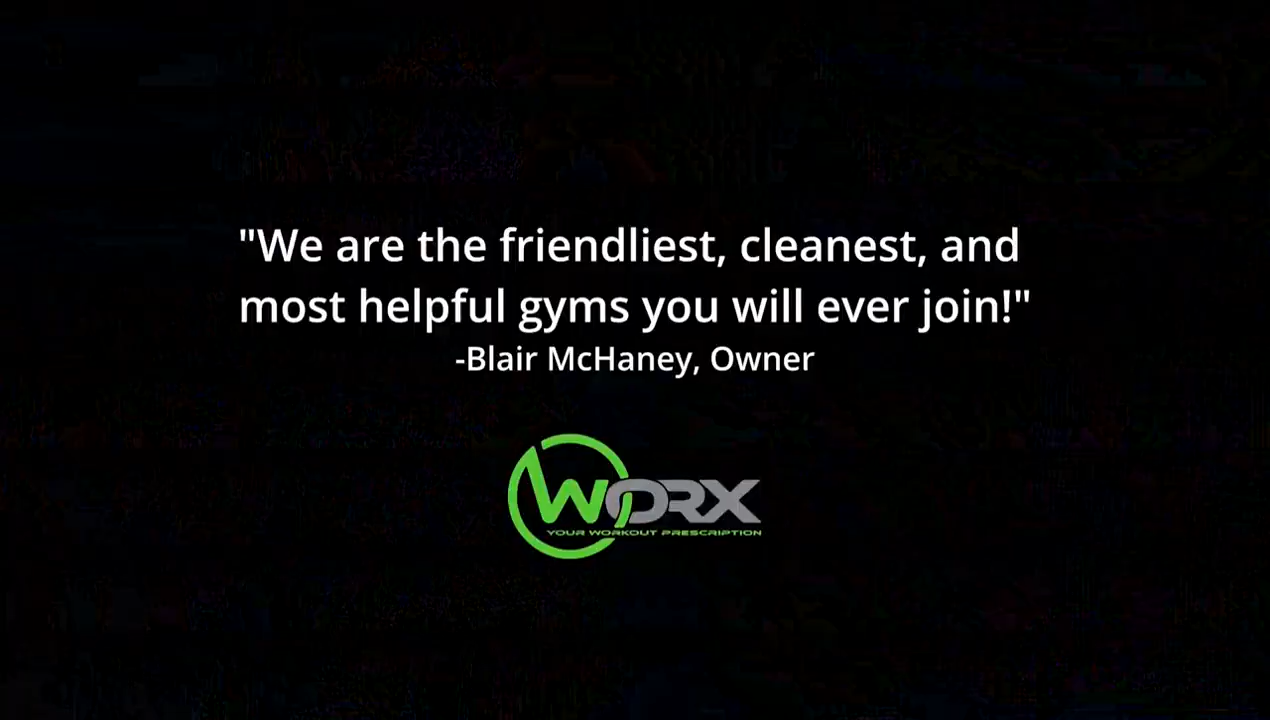 "We are the friendliest, cleanest, and
most helpful gyms you will ever join!"
-Blair McHaney, Owner
WORX
YOUR WORKOUT PRESCRIPTION